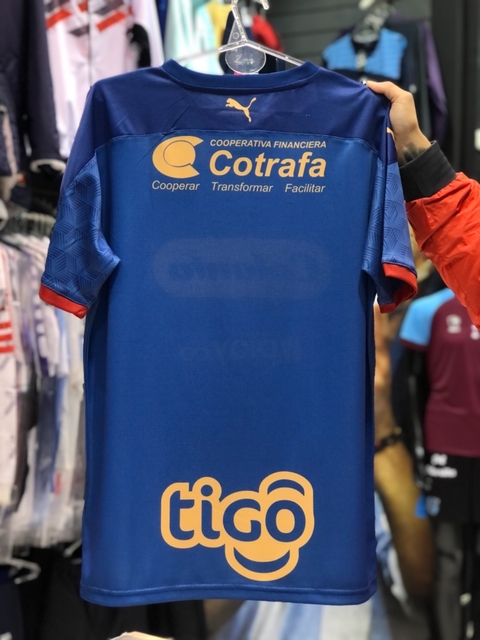 COOPERATIVA FINANCIERA
Cotrafa
Cooperar Transformar Facilitar
tigo